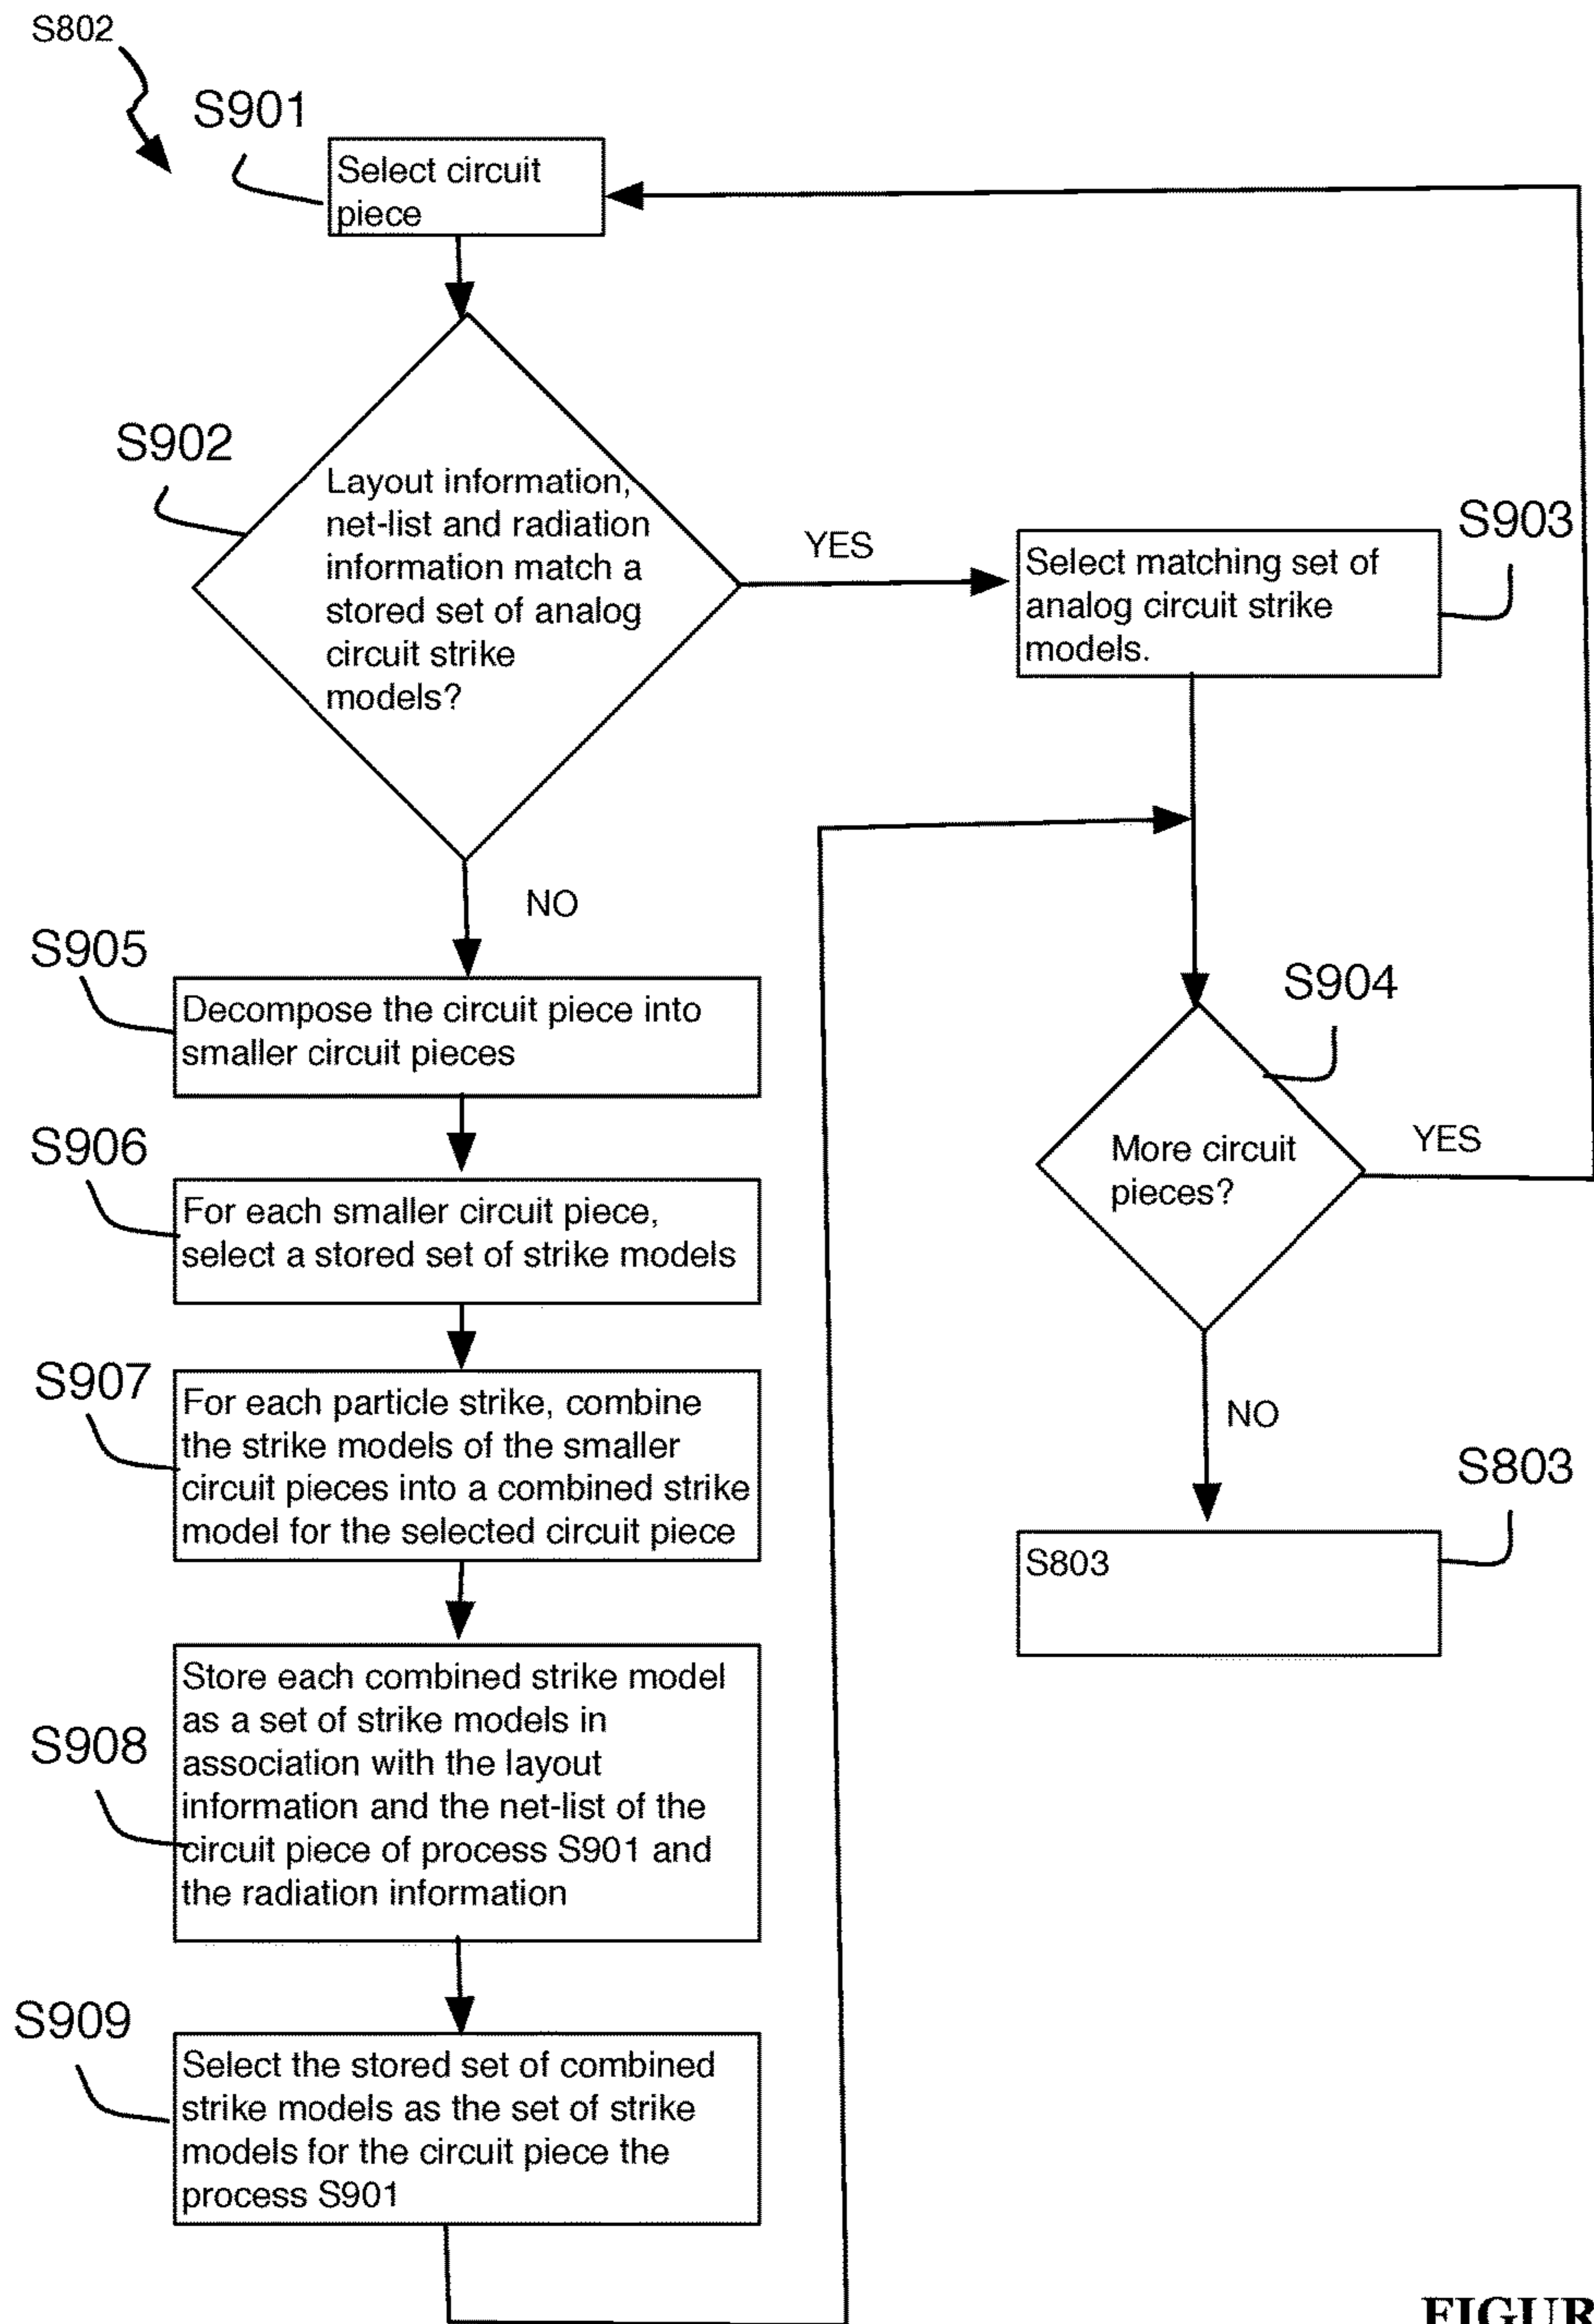 S802
S901
Select circuit
piece
S902
Layout information,
net-list and radiation
information match a
stored set of analog
circuit strike
models?
YES
S903
Select matching set of
analog circuit strike
models.
NO
S905
Decompose the circuit piece into
smaller circuit pieces
S904
More circuit
pieces?
YES
S906
For each smaller circuit piece,
select a stored set of strike models
S907
For each particle strike, combine
the strike models of the smaller
circuit pieces into a combined strike
model for the selected circuit piece
NO
S803
S803
S908
Store each combined strike model
as a set of strike models in
association with the layout
information and the net-list of the
circuit piece of process S901 and
the radiation information
S909
Select the stored set of combined
strike models as the set of strike
models for the circuit piece the
process S901